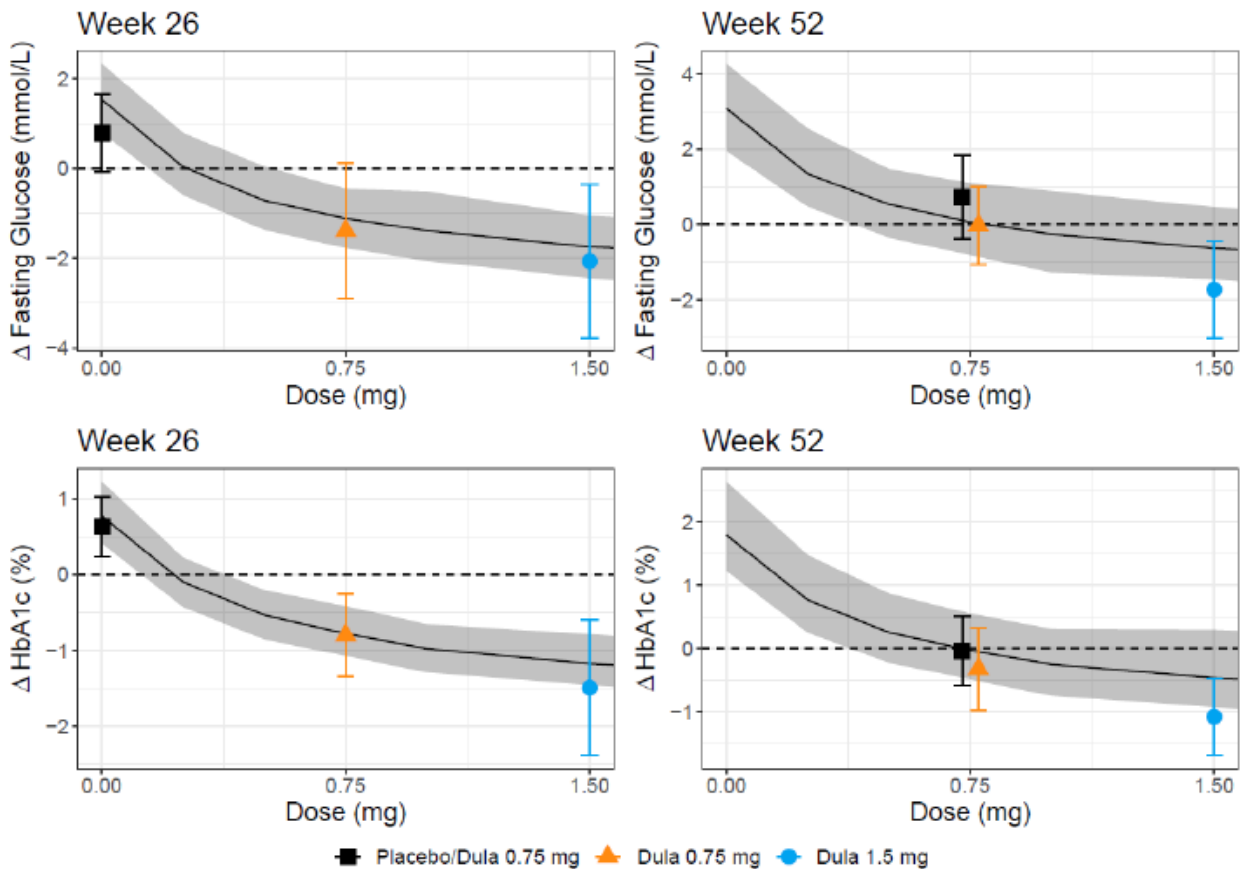 Week 26
Δ Fasting Glucose (mmol/L)
2
0
−2
−4
0.00
0.75
1.50
Dose (mg)
Week 52
Δ Fasting Glucose (mmol/L)
4
2
0
−2
0.00
0.75
1.50
Dose (mg)
Week 26
Δ HbA1c (%)
1
0
−1
−2
0.00
0.75
1.50
Dose (mg)
Week 52
Δ HbA1c (%)
2
1
0
−1
0.00
0.75
1.50
Dose (mg)
Placebo/Dula 0.75 mg Dula 0.75 mg Dula 1.5 mg